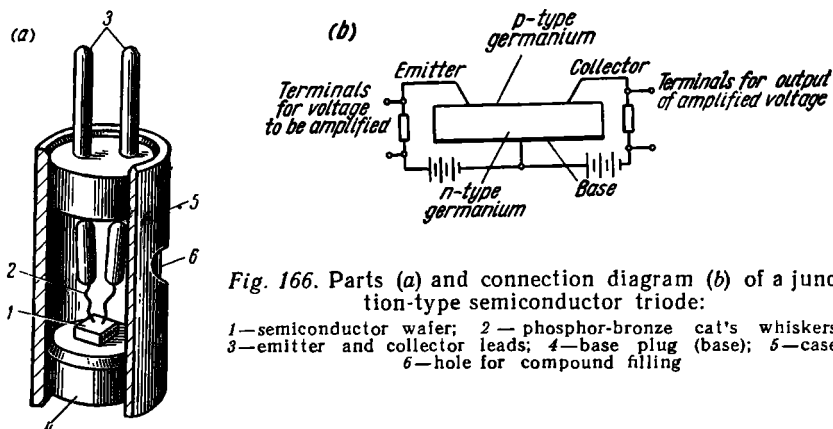 (a)
3
5
6
2
1
4
(b)
p-type
germanium
Emitter
Collector
Terminals
for voltage
to be amplified
Terminals for output
of amplified voltage
n-type
germanium
Base
Fig. 166. Parts (a) and connection diagram (b) of a junc
tion-type semiconductor triode:
1—semiconductor wafer; 2 — phosphor-bronze cat's whiskers
3—emitter and collector leads; 4—base plug (base); 5—case
6—hole for compound filling